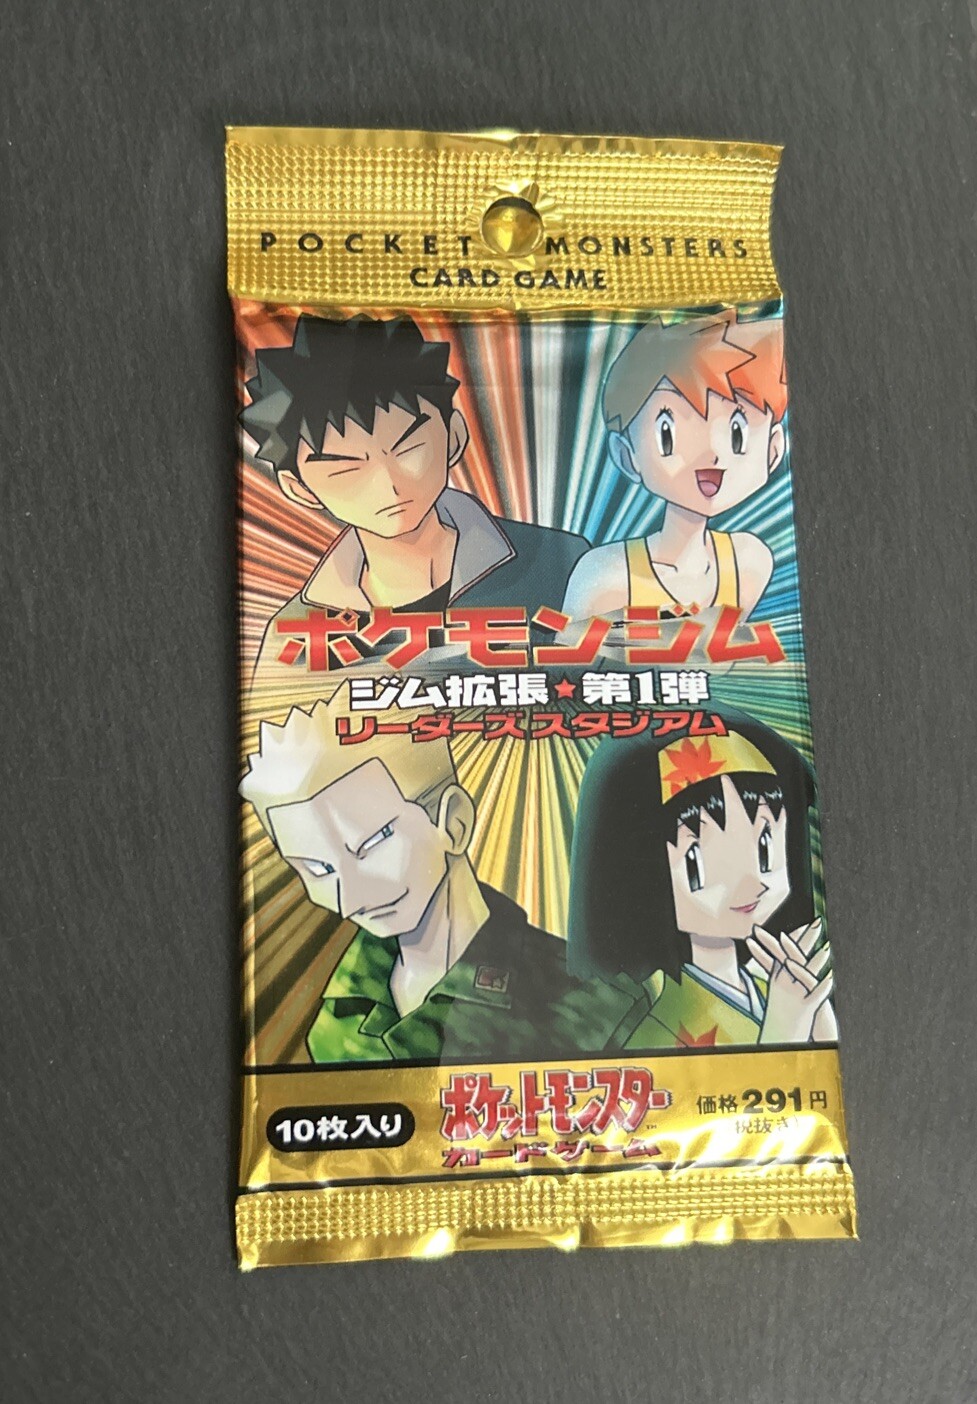 POCKET MONSTERS
CARD GAME
ポケモンジム
ジム拡張★第1弾
リーダーズスタジアム
10枚入り
ポケットモンスター
カードゲーム
価格291円
(税抜き)